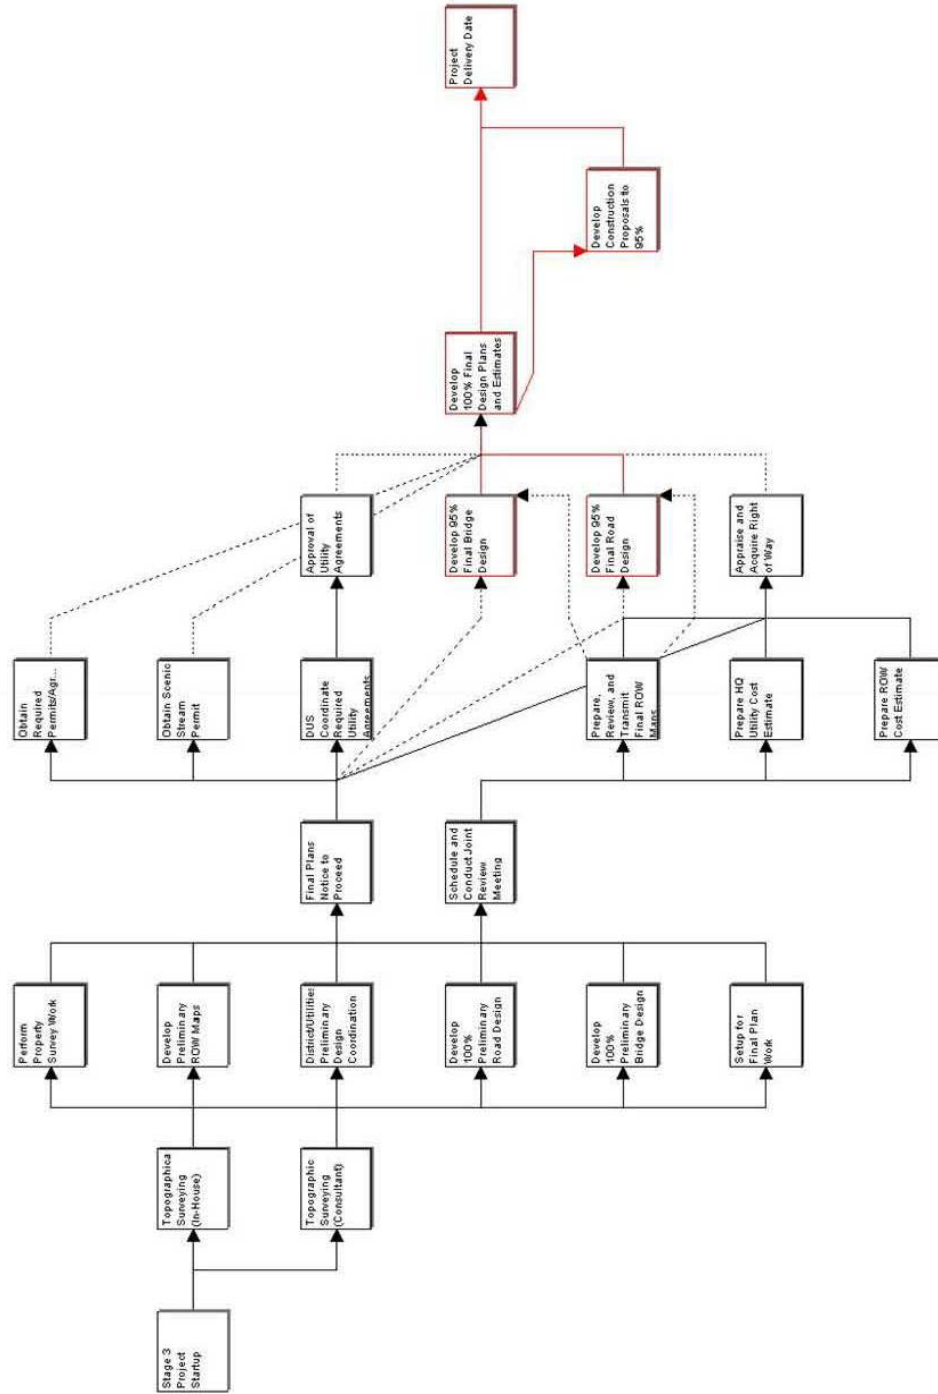 Project
Delivery Date
Develop
Construction
Proposals to
95%
Develop
100% Final
Design Plans
and Estimates
Approval of
Utility
Agreements
Develop 95%
Final Bridge
Design
Develop 95%
Final Road
Design
Appraise and
Acquire Right
of Way
Obtain
Required
Permits/Agr...
Obtain Scenic
Stream
Permit
DUS
Coordinate
Required
Utility
Agreements
Prepare,
Review, and
Transmit
Final ROW
Maps
Prepare HQ
Utility Cost
Estimate
Prepare ROW
Cost Estimate
Final Plans
Notice to
Proceed
Schedule and
Conduct Joint
Review
Meeting
Perform
Property
Survey Work
Develop
Preliminary
ROW Maps
District/Utilities
Preliminary
Design
Coordination
Develop
100%
Preliminary
Road Design
Develop
100%
Preliminary
Bridge Design
Setup for
Final Plan
Work
Topographica
Surveying
(In-House)
Topographic
Surveying
(Consultant)
Stage 3
Project
Startup